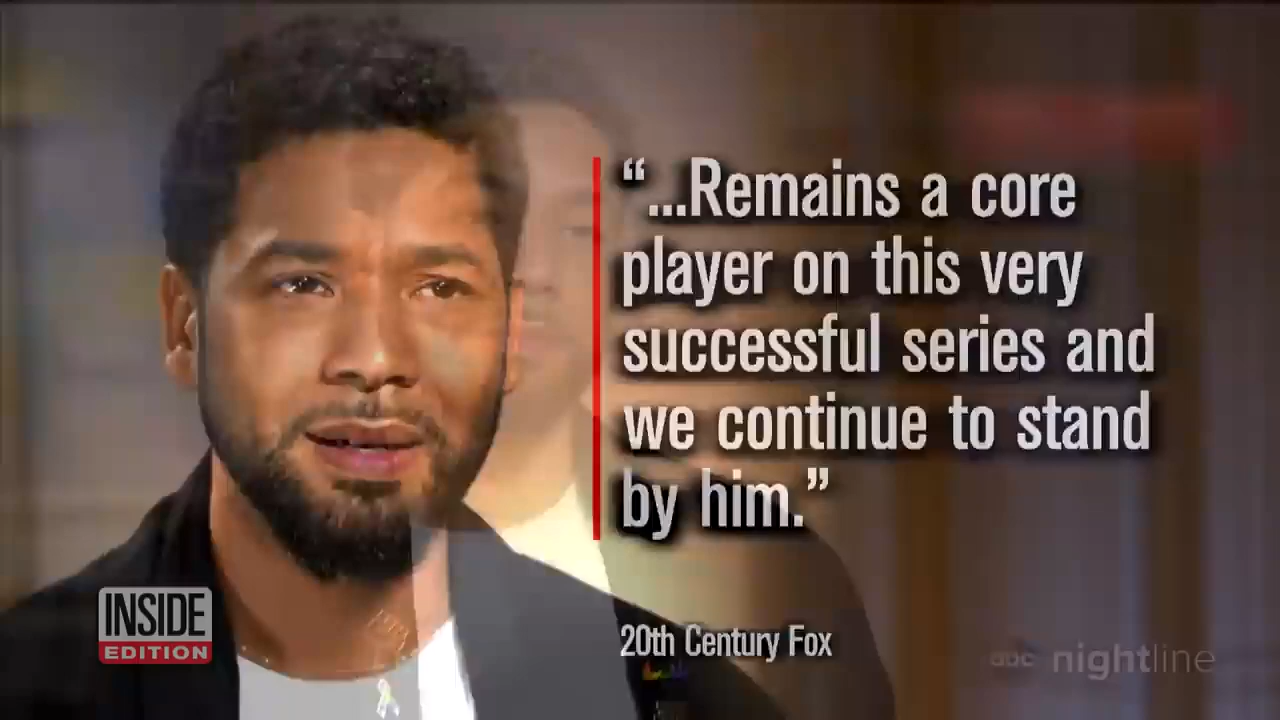 “...Remains a core
player on this very
successful series and
we continue to stand
by him.”
20th Century Fox
INSIDE
EDITION
abc nightline